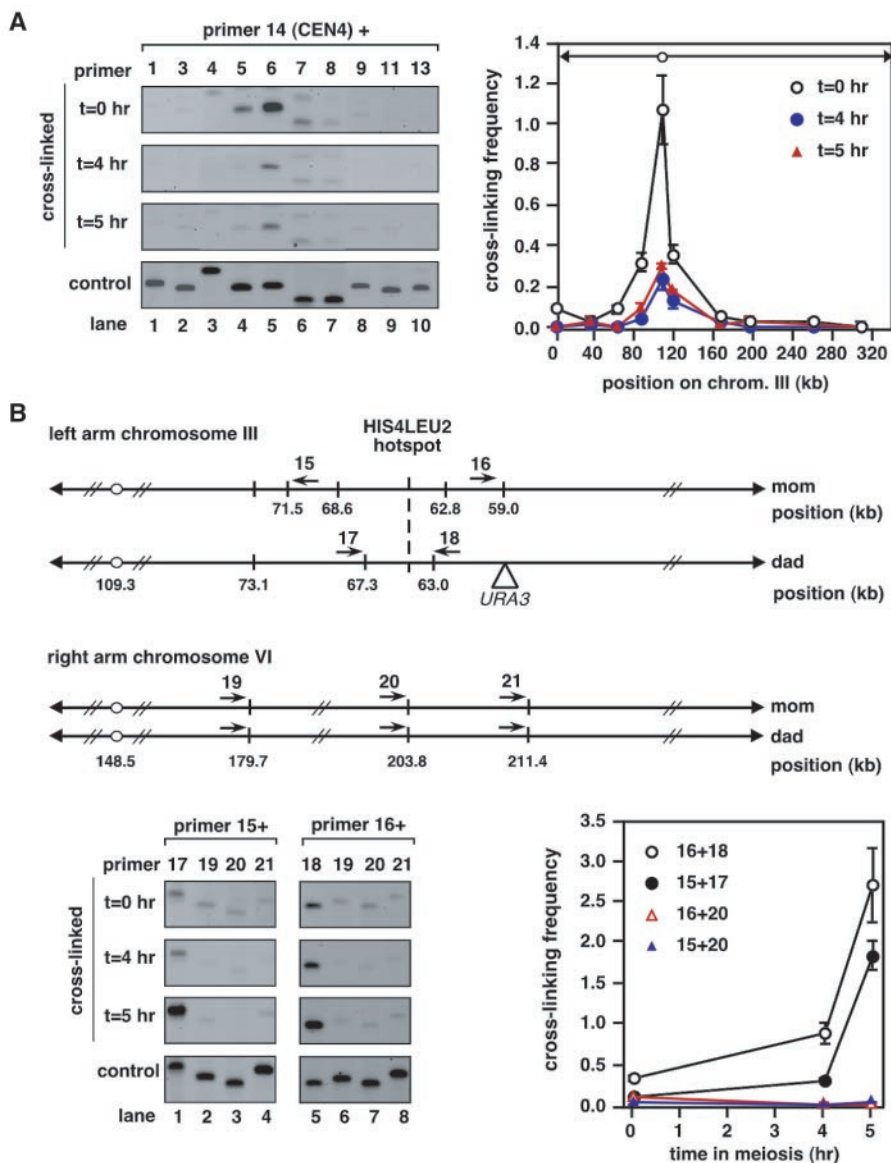 A
primer 14 (CEN4) +
primer 1 3 4 5 6 7 8 9 11 13
cross-linked
t=0 hr
t=4 hr
t=5 hr
control
lane 1 2 3 4 5 6 7 8 9 10
cross-linking frequency
1.4
1.2
1.0
0.8
0.6
0.4
0.2
0.0
t=0 hr
t=4 hr
t=5 hr
0 40 80 120 160 200 240 280 320
position on chrom. III (kb)
B
left arm chromosome III
HIS4LEU2
hotspot
15 16
mom
71.5 68.6 62.8 59.0
position (kb)
17 18
dad
109.3 73.1 67.3 63.0
URA3
position (kb)
right arm chromosome VI
19 20 21
mom
dad
148.5 179.7 203.8 211.4
position (kb)
primer 15+ primer 16+
primer 17 19 20 21 18 19 20 21
cross-linked
t=0 hr
t=4 hr
t=5 hr
control
lane 1 2 3 4 5 6 7 8
cross-linking frequency
3.5
3.0
2.5
2.0
1.5
1.0
0.5
0.0
16+18
15+17
16+20
15+20
0 1 2 3 4 5
time in meiosis (hr)